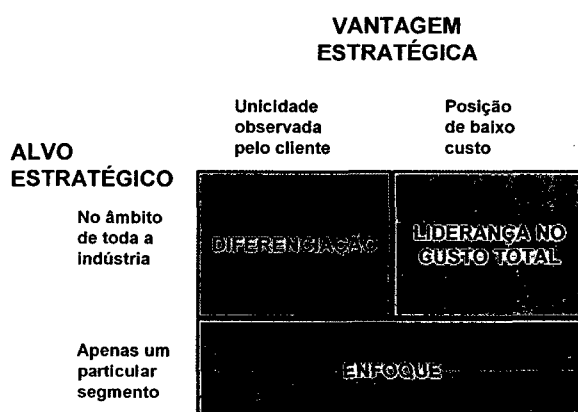 VANTAGEM
ESTRATÉGICA
Unicidade
observada
pelo cliente
Posição
de baixo
custo
ALVO
ESTRATÉGICO
No âmbito
de toda a
indústria
DIFERENCIAÇÃO
LIDERANÇA NO
CUSTO TOTAL
Apenas um
particular
segmento
ENFOQUE